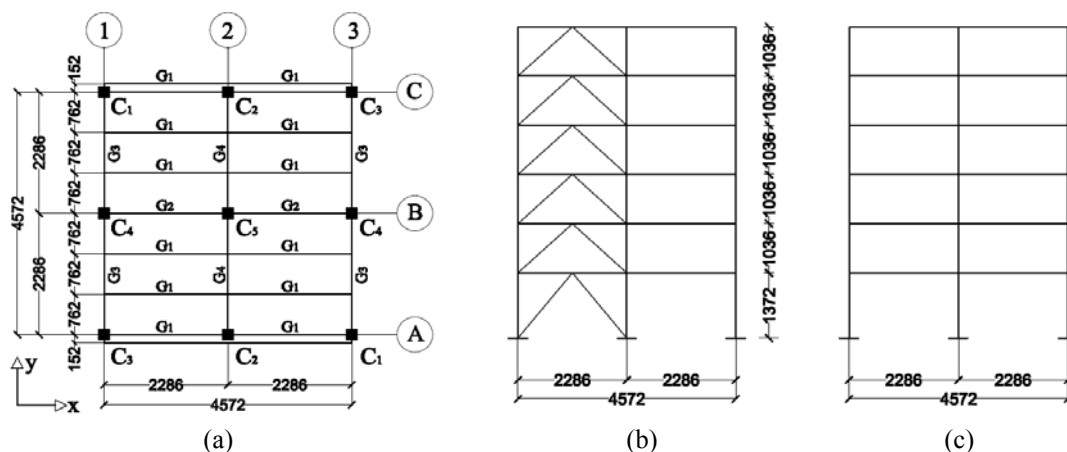 1 2 3
152
G1 G1
C
C1 C2 C3
762
G1 G1
762 2286
G3 G4 G3
G1 G1
762
G2 G2
B
4572
C4 C5 C4
762
G1 G1
762 2286
G3 G4 G3
G1 G1
762
G1 G1
A
152
C3 C2 C1
y
x
2286 2286
4572
(a)
1036
1036
1036
1036
1036
1372
2286 2286
4572
(b)
2286 2286
4572
(c)